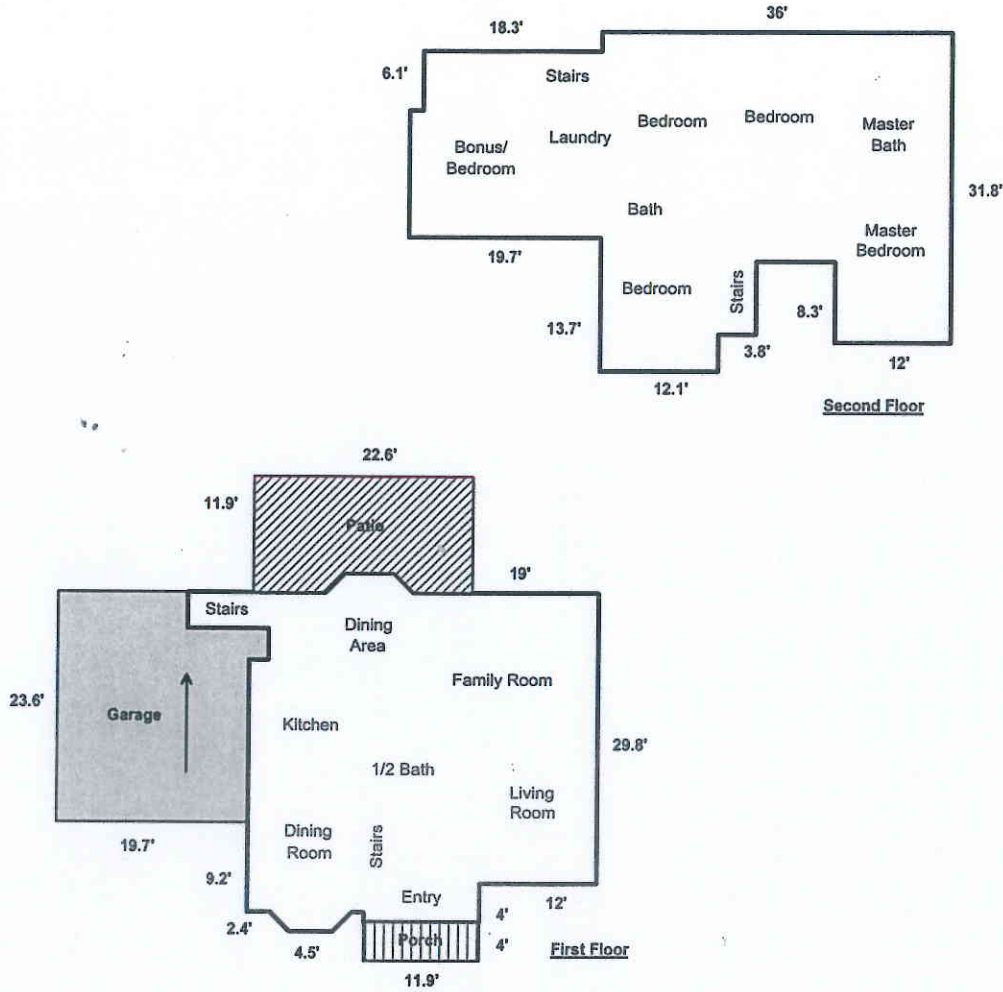 36'
18.3'
6.1'
Stairs
Bedroom
Bedroom
Master
Bath
Laundry
Bonus/
Bedroom
31.8'
Bath
Master
Bedroom
19.7'
Bedroom
Stairs
8.3'
13.7'
3.8'
12'
12.1'
Second Floor
22.6'
11.9'
Patio
19'
Stairs
Dining
Area
Family Room
23.6'
Garage
Kitchen
29.8'
1/2 Bath
Living
Room
Dining
Room
Stairs
19.7'
9.2'
Entry
12'
2.4'
4'
4.5'
Porch
4'
First Floor
11.9'